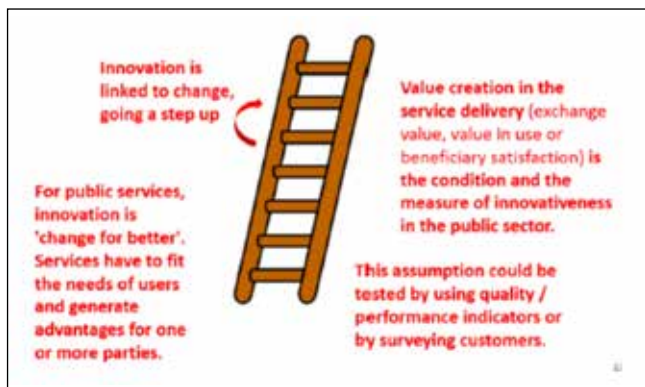 Innovation is
linked to change,
going a step up
For public services,
innovation is
'change for better'.
Services have to fit
the needs of users
and generate
advantages for one
or more parties.
Value creation in the
service delivery (exchange
value, value in use or
beneficiary satisfaction) is
the condition and the
measure of innovativeness
in the public sector.
This assumption could be
tested by using quality /
performance indicators or
by surveying customers.